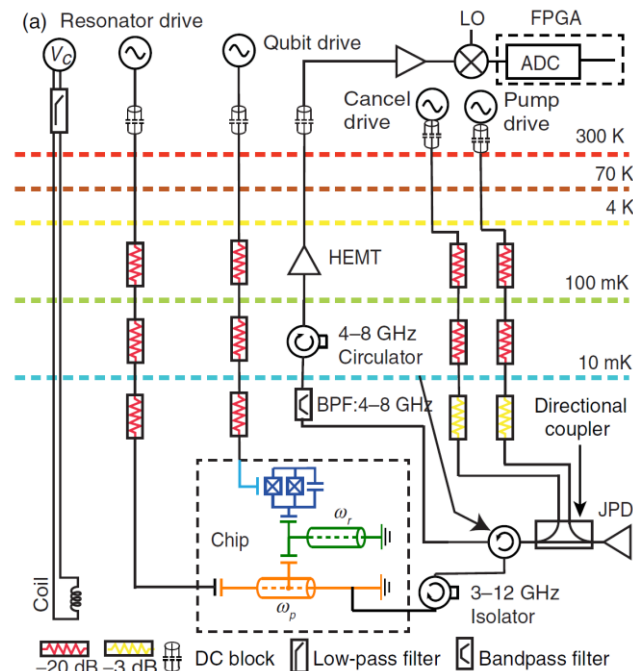 (a)
Resonator drive
Qubit drive
LO
FPGA
V_C
ADC
Cancel drive
Pump drive
300 K
70 K
4 K
HEMT
100 mK
4–8 GHz
Circulator
10 mK
BPF:4–8 GHz
Directional
coupler
JPD
Chip
ω_r
ω_p
3–12 GHz
Isolator
Coil
–20 dB
–3 dB
DC block
Low-pass filter
Bandpass filter